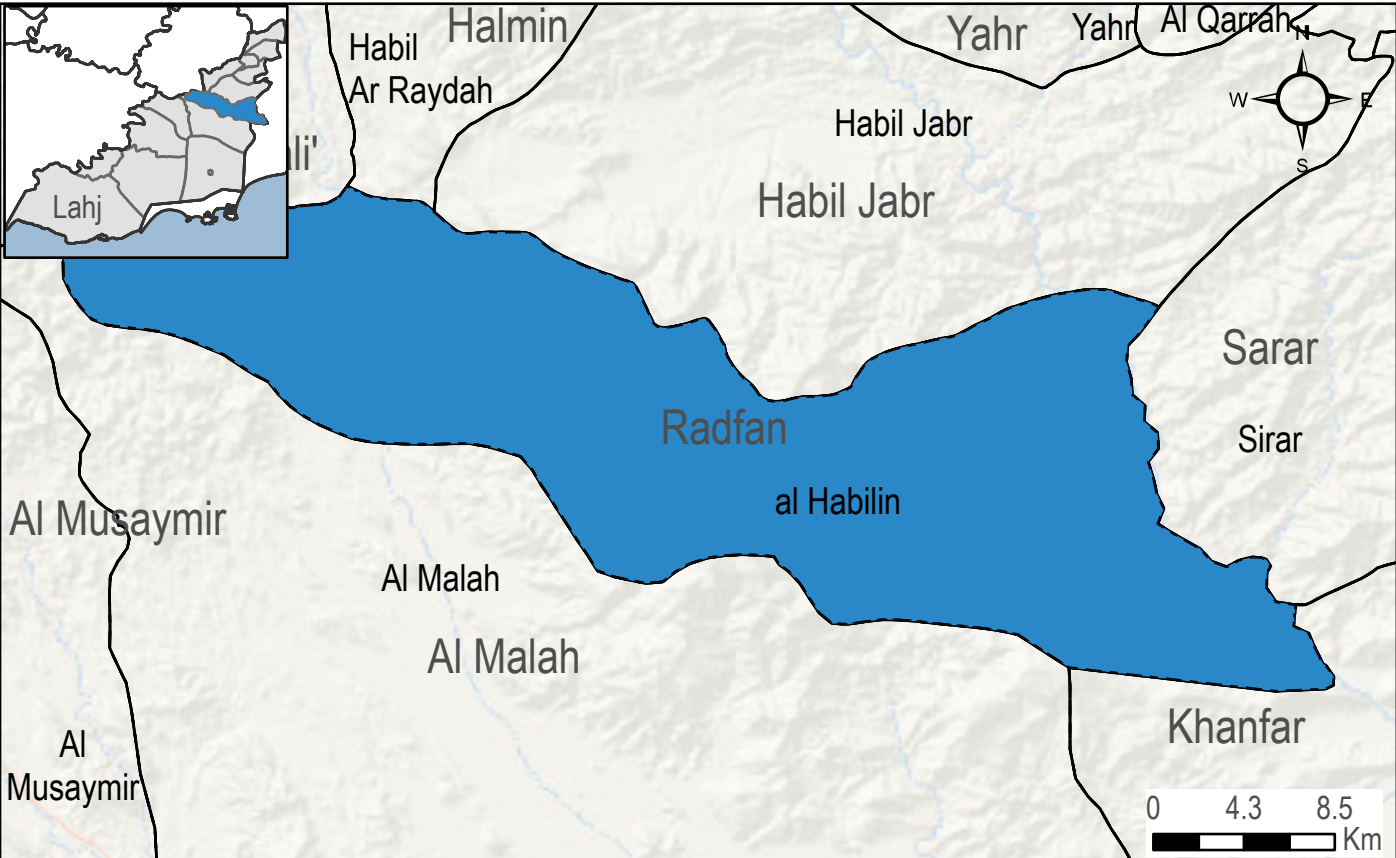 Halmin
Habil
Ar Raydah
Yahr
Yahr
Al Qarrah
N
W
E
S
Habil Jabr
Habil Jabr
Lahj
Sarar
Sirar
Radfan
al Habilin
Al Musaymir
Al Malah
Al Malah
Khanfar
Al
Musaymir
0 4.3 8.5
Km